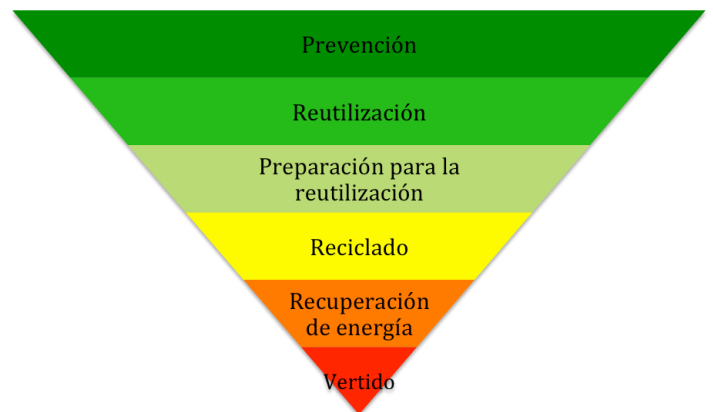 Prevención
Reutilización
Preparación para la
reutilización
Reciclado
Recuperación
de energía
Vertido